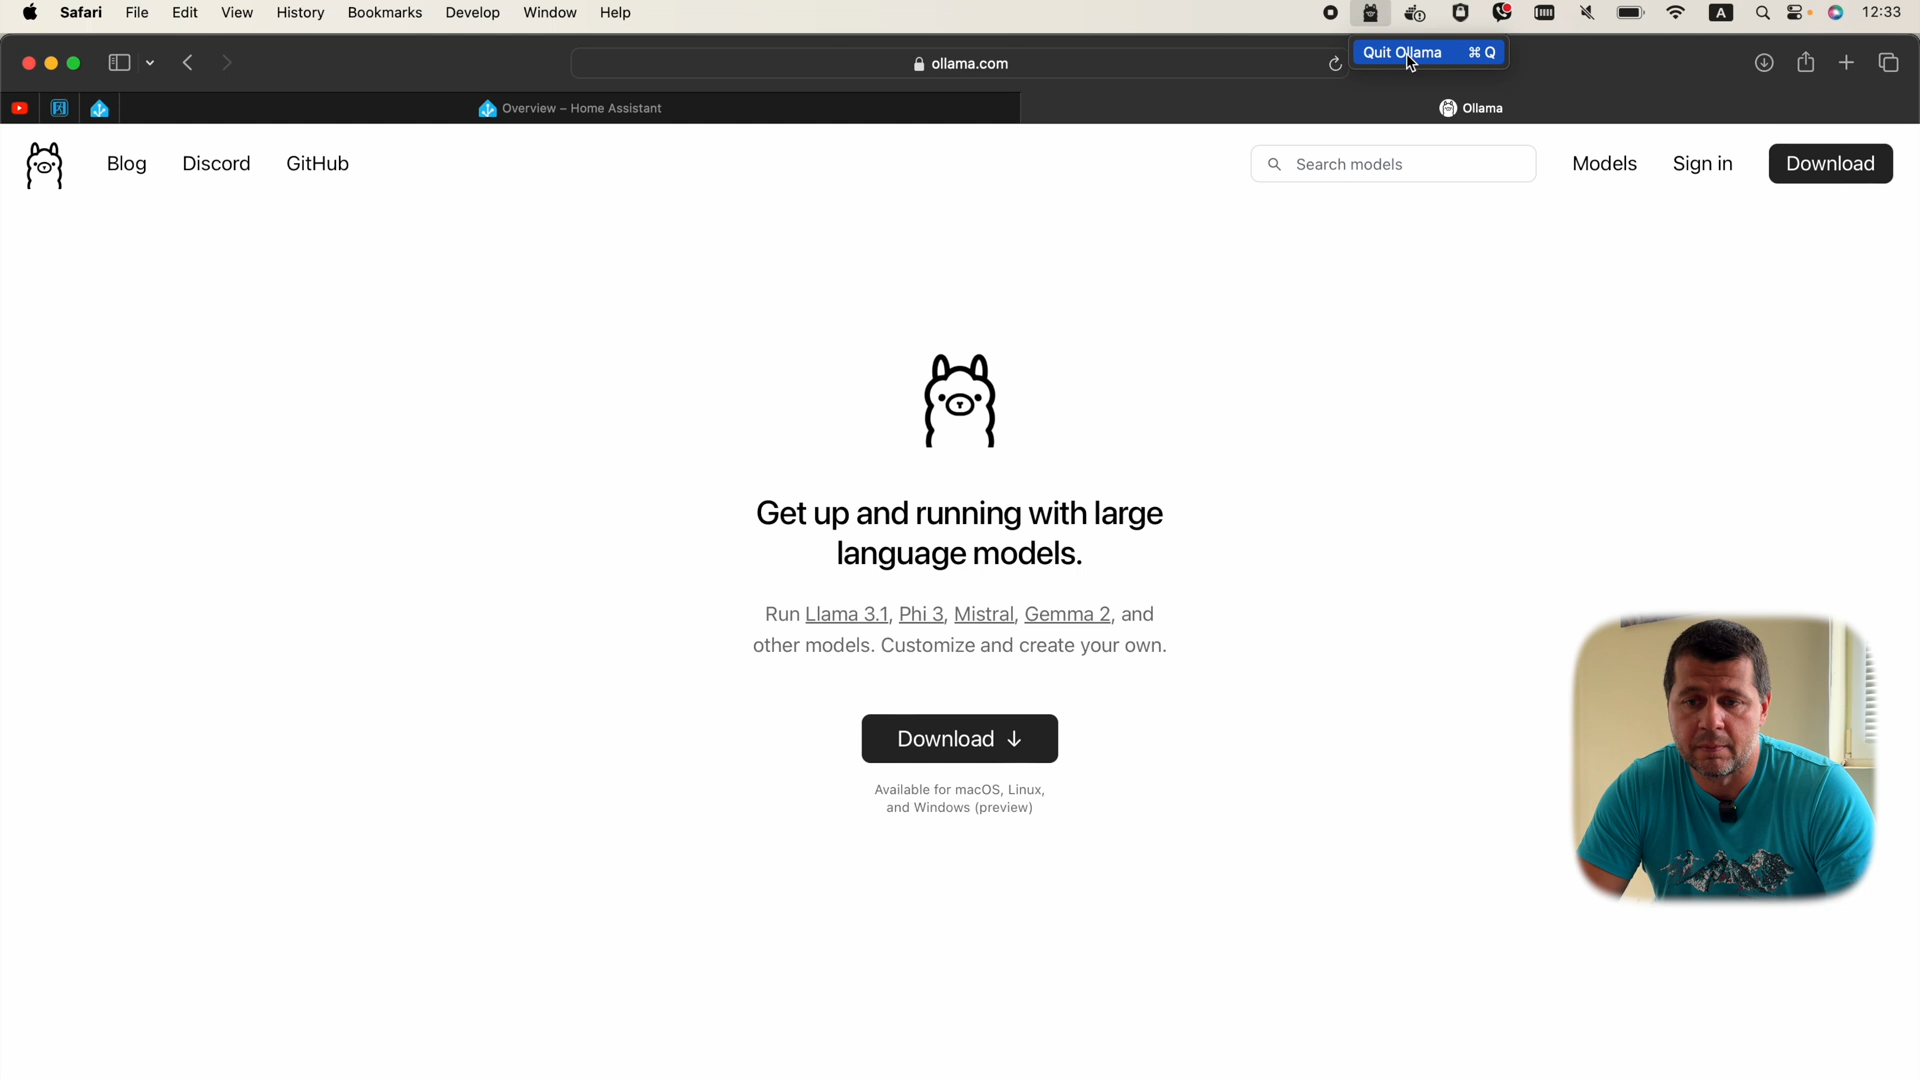 Safari File Edit View History Bookmarks Develop Window Help A 12:33
ollama.com
Quit Ollama ⌘ Q
Overview – Home Assistant
Ollama
Blog Discord GitHub Search models Models Sign in Download
Get up and running with large
language models.
Run Llama 3.1, Phi 3, Mistral, Gemma 2, and
other models. Customize and create your own.
Download ↓
Available for macOS, Linux,
and Windows (preview)